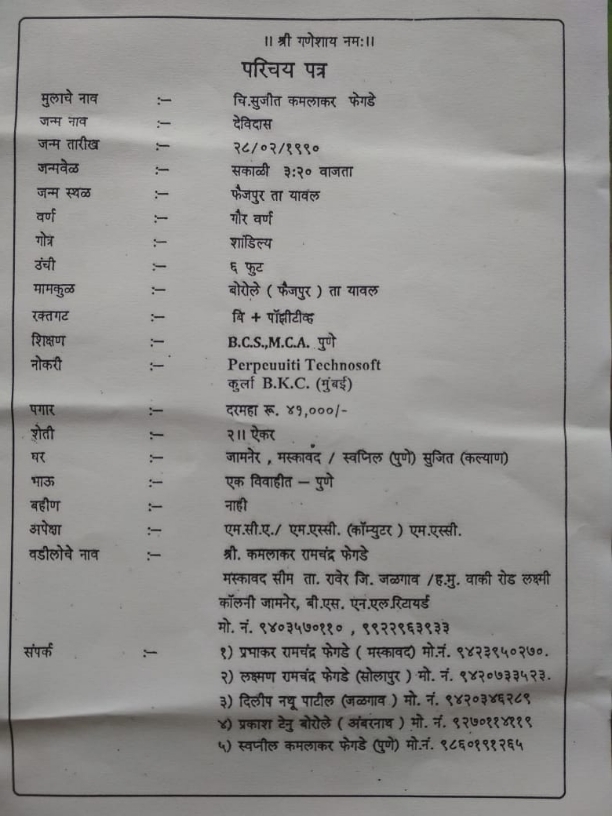 ।। श्री गणेशाय नमः।।
परिचय पत्र
मुलाचे नाव :– चि.सुजीत कमलाकर फेगडे
जन्म नाव :– देविदास
जन्म तारीख :– २८/०२/१९९०
जन्मवेळ :– सकाळी ३:२० वाजता
जन्म स्थळ :– फैजपुर ता यावल
वर्ण :– गौर वर्ण
गोत्र :– शांडिल्य
उंची :– ६ फुट
मामकुळ :– बोरोले ( फैजपुर ) ता यावल
रक्तगट :– बि + पॉझीटीव्ह
शिक्षण :– B.C.S.,M.C.A. पुणे
नोकरी :– Perpeuuiti Technosoft
कुर्ला B.K.C. (मुंबई)
पगार :– दरमहा रू. ४५,०००/-
शेती :– २।। ऐकर
घर :– जामनेर , मस्कावंद / स्वप्निल (पुणे) सुजित (कल्याण)
भाऊ :– एक विवाहीत – पुणे
बहीण :– नाही
अपेक्षा :– एम.सी.ए./ एम.एस्सी. (कॉम्युटर ) एम.एस्सी.
वडीलोचे नाव :– श्री. कमलाकर रामचंद्र फेगडे
मस्कावद सीम ता. रावेर जि. जळगाव /ह.मु. वाकी रोड लक्ष्मी
कॉलनी जामनेर, बी.एस. एन.एल.रिटायर्ड
मो. नं. ९४०३५७०११० , ९९२२९६३९३३
संपर्क :– १) प्रभाकर रामचंद्र फेगडे ( मस्कावद) मो.नं. ९४२३९५०२७०.
२) लक्ष्मण रामचंद्र फेगडे (सोलापुर ) मो. नं. ९४२०७३३५२३.
३) दिलीप नथू पाटील (जळगाव ) मो. नं. ९४२०३४६२८९
४) प्रकाश टेनु बोरोले ( अंबरनाथ ) मो. नं. ९२७०११४११९
५) स्वप्नील कमलाकर फेगडे (पुणे) मो.नं. ९८६०१९१२६५